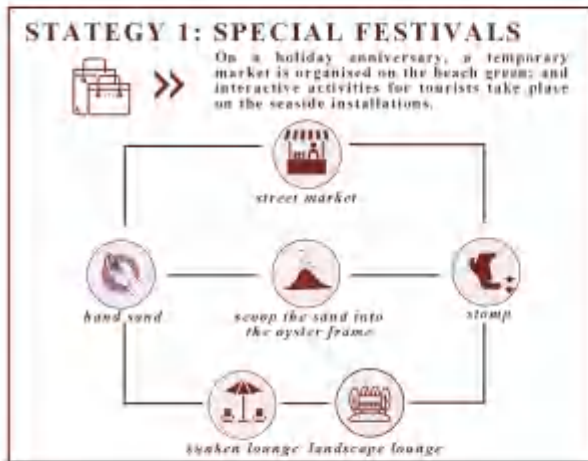 STATEGY 1: SPECIAL FESTIVALS
On a holiday anniversary, a temporary
market is organised on the beach green; and
interactive activities for tourists take place
on the seaside installations.
street market
hand sand
scoop the sand into
the oyster frame
stomp
sunken lounge landscape lounge